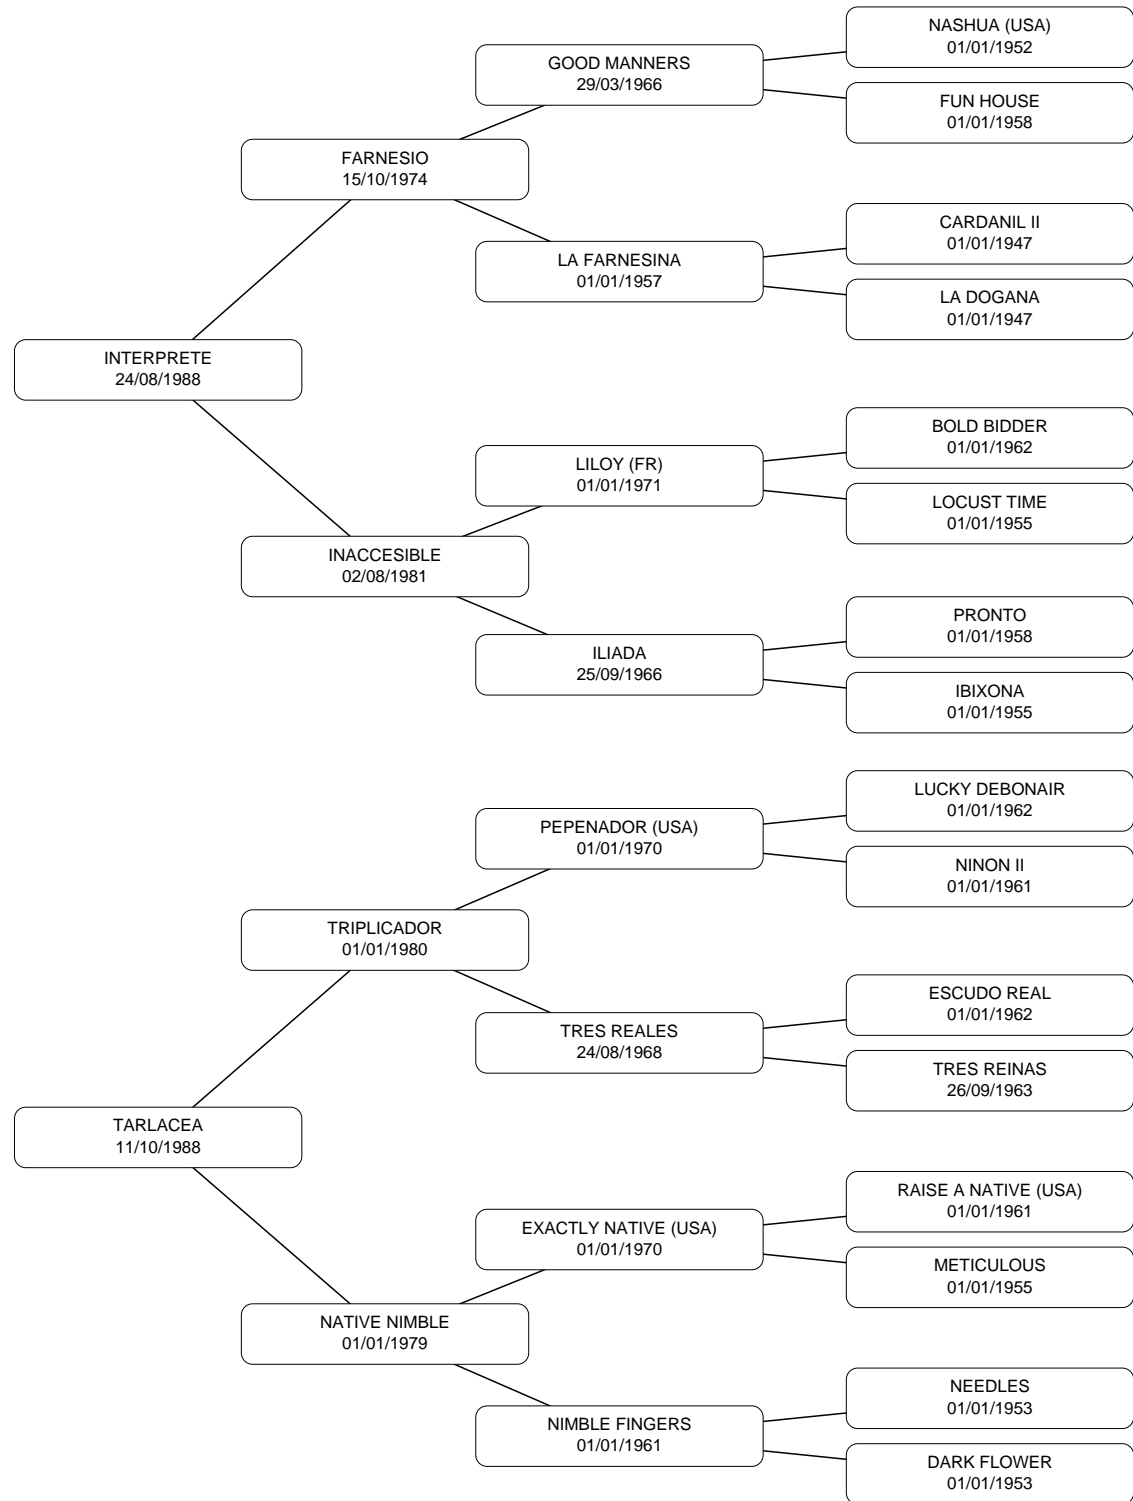 NASHUA (USA)
01/01/1952
GOOD MANNERS
29/03/1966
FUN HOUSE
01/01/1958
FARNESIO
15/10/1974
CARDANIL II
01/01/1947
LA FARNESINA
01/01/1957
LA DOGANA
01/01/1947
INTERPRETE
24/08/1988
BOLD BIDDER
01/01/1962
LILOY (FR)
01/01/1971
LOCUST TIME
01/01/1955
INACCESIBLE
02/08/1981
PRONTO
01/01/1958
ILIADA
25/09/1966
IBIXONA
01/01/1955
LUCKY DEBONAIR
01/01/1962
PEPENADOR (USA)
01/01/1970
NINON II
01/01/1961
TRIPLICADOR
01/01/1980
ESCUDO REAL
01/01/1962
TRES REALES
24/08/1968
TRES REINAS
26/09/1963
TARLACEA
11/10/1988
RAISE A NATIVE (USA)
01/01/1961
EXACTLY NATIVE (USA)
01/01/1970
METICULOUS
01/01/1955
NATIVE NIMBLE
01/01/1979
NEEDLES
01/01/1953
NIMBLE FINGERS
01/01/1961
DARK FLOWER
01/01/1953